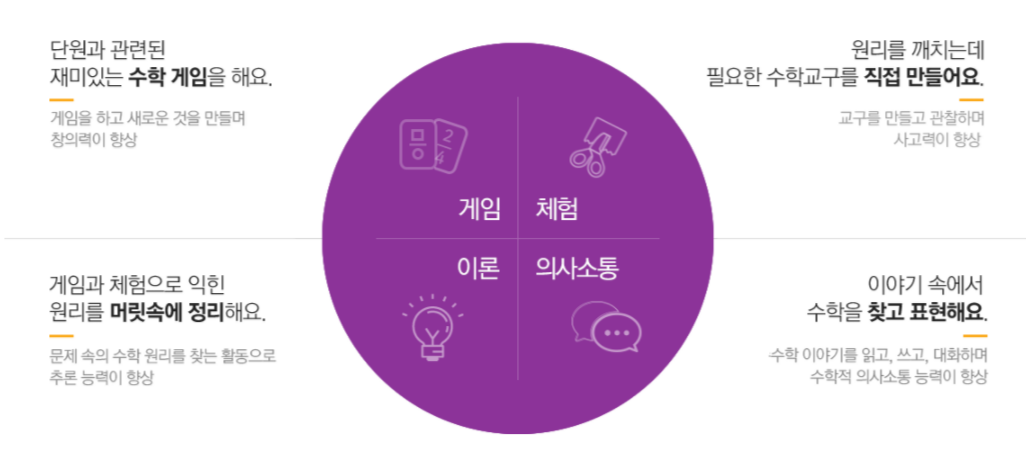 단원과 관련된
재미있는 수학 게임을 해요.
게임을 하고 새로운 것을 만들며
창의력이 향상
원리를 깨치는데
필요한 수학교구를 직접 만들어요.
교구를 만들고 관찰하며
사고력이 향상
2
4
게임
체험
이론
의사소통
게임과 체험으로 익힌
원리를 머릿속에 정리해요.
문제 속의 수학 원리를 찾는 활동으로
추론 능력이 향상
이야기 속에서
수학을 찾고 표현해요.
수학 이야기를 읽고, 쓰고, 대화하며
수학적 의사소통 능력이 향상